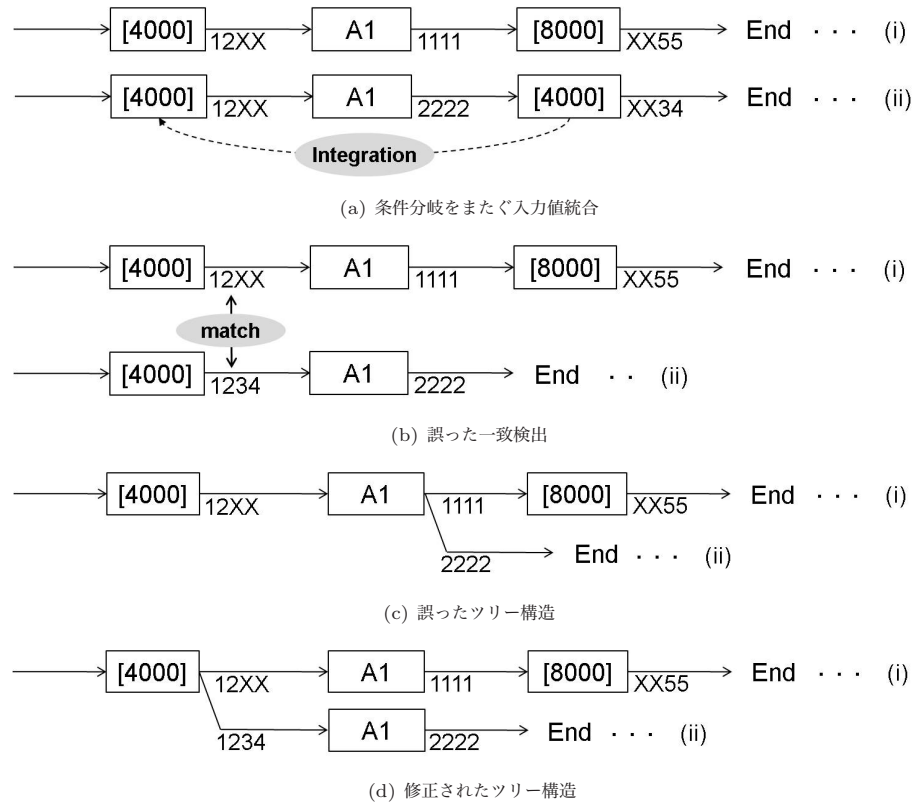 [4000] 12XX A1 1111 [8000] XX55 End · · · (i)
[4000] 12XX A1 2222 [4000] XX34 End · · · (ii)
Integration
(a) 条件分岐をまたぐ入力値統合
[4000] 12XX A1 1111 [8000] XX55 End · · · (i)
match
[4000] 1234 A1 2222 End · · (ii)
(b) 誤った一致検出
[4000] 12XX A1 1111 [8000] XX55 End · · · (i)
2222 End · · · (ii)
(c) 誤ったツリー構造
[4000] 12XX A1 1111 [8000] XX55 End · · · (i)
1234 A1 2222 End · · · (ii)
(d) 修正されたツリー構造